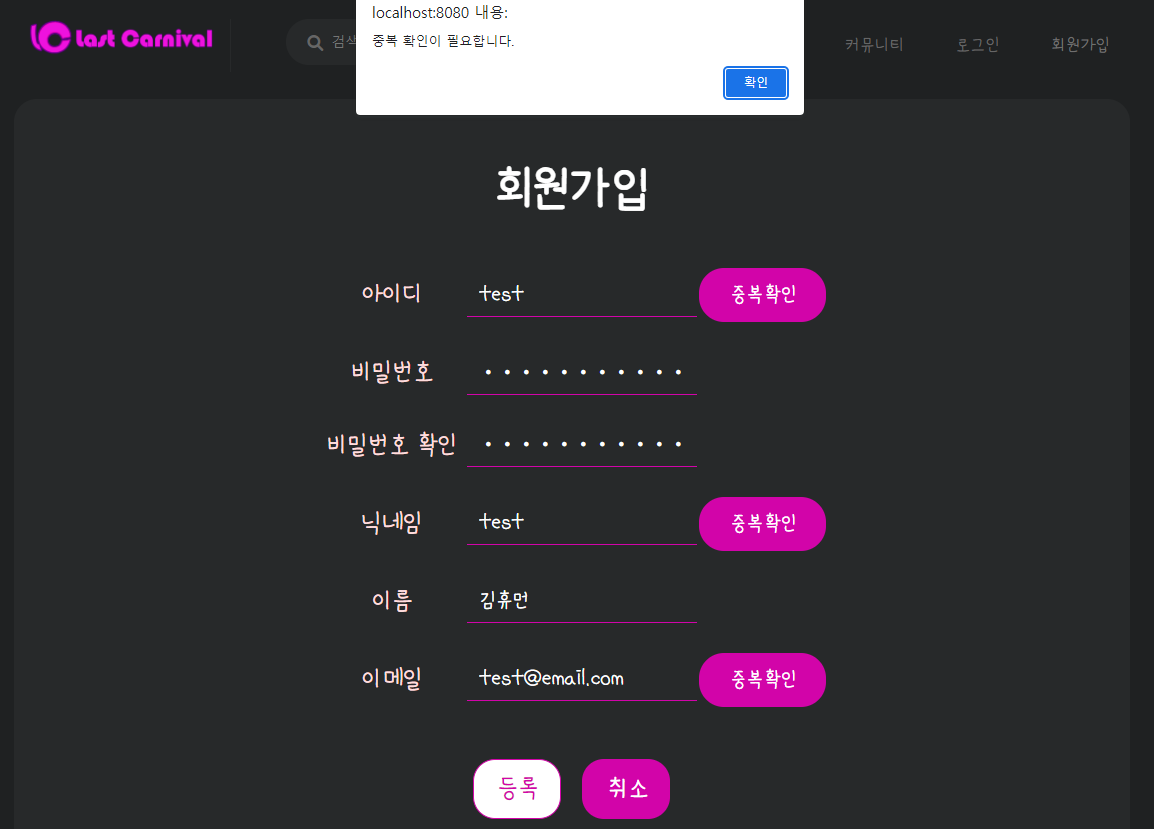 localhost:8080 내용:
중복 확인이 필요합니다.
확인
Last Carnival
검색
커뮤니티
로그인
회원가입
회원가입
아이디 test 중복확인
비밀번호 •••••••••••
비밀번호 확인 •••••••••••
닉네임 test 중복확인
이름 김휴먼
이메일 test@email.com 중복확인
등록 취소